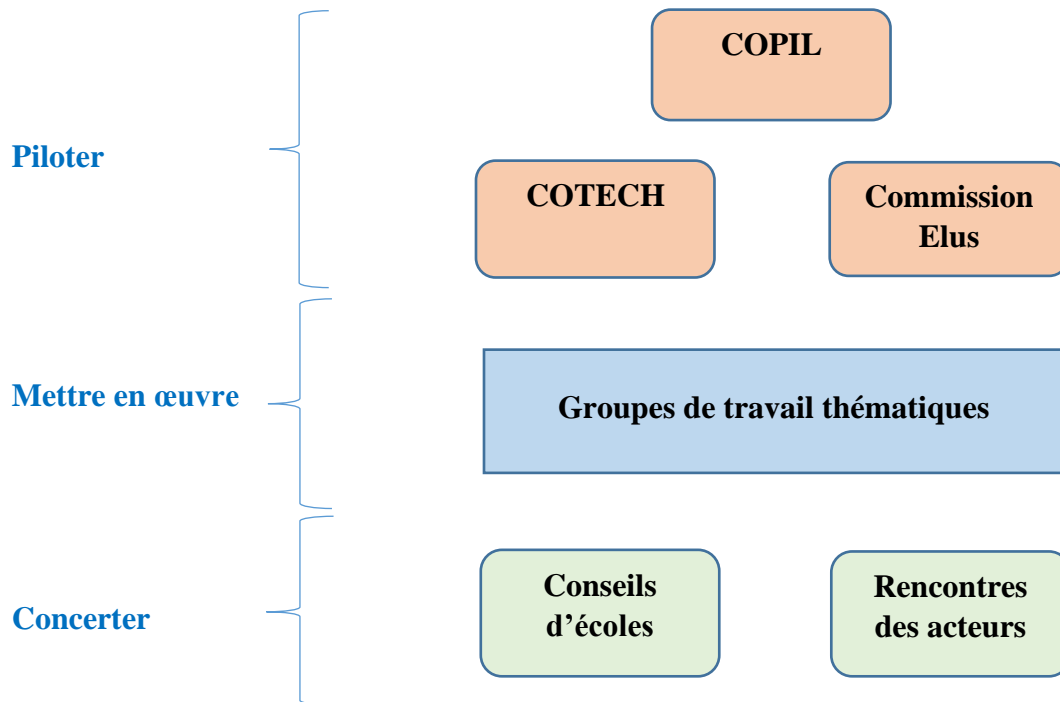 COPIL
Piloter
COTECH
Commission
Elus
Mettre en œuvre
Groupes de travail thématiques
Concerter
Conseils
d’écoles
Rencontres
des acteurs